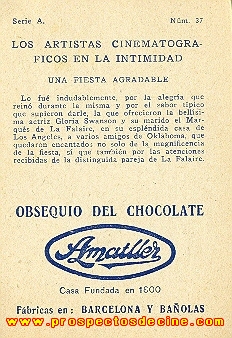 Serie A.
Núm. 37
LOS ARTISTAS CINEMATOGRA-
FICOS EN LA INTIMIDAD
UNA FIESTA AGRADABLE
Lo fué indudablemente, por la alegría que
reinó durante la misma y por el sabor típico
que supieron darle, la que ofrecieron la bellísi-
ma actriz Gloria Swanson y su marido el Mar-
qués de La Falaire, en su espléndida casa de
Los Angeles, a varios amigos de Oklahoma, que
quedaron encantados: no solo de la magnificencia
de la fiesta, si que también por las atenciones
recibidas de la distinguida pareja de La Falaire.
OBSEQUIO DEL CHOCOLATE
Amatller
Casa Fundada en 1800
Fábricas en: BARCELONA Y BAÑOLAS
www.prospectosdecine.com